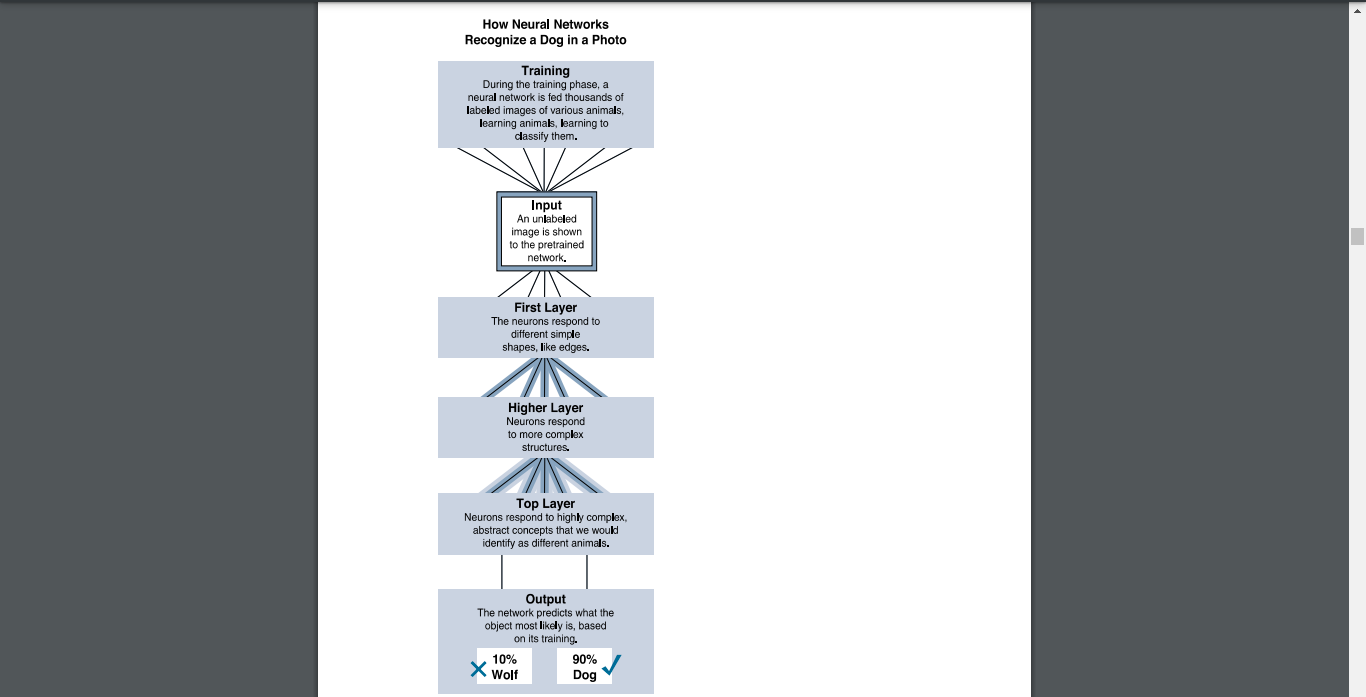 How Neural Networks
Recognize a Dog in a Photo
Training
During the training phase, a
neural network is fed thousands of
labeled images of various animals,
learning animals, learning to
classify them.
Input
An unlabeled
image is shown
to the pretrained
network.
First Layer
The neurons respond to
different simple
shapes, like edges.
Higher Layer
Neurons respond
to more complex
structures.
Top Layer
Neurons respond to highly complex,
abstract concepts that we would
identify as different animals.
Output
The network predicts what the
object most likely is, based
on its training.
10%
Wolf
90%
Dog